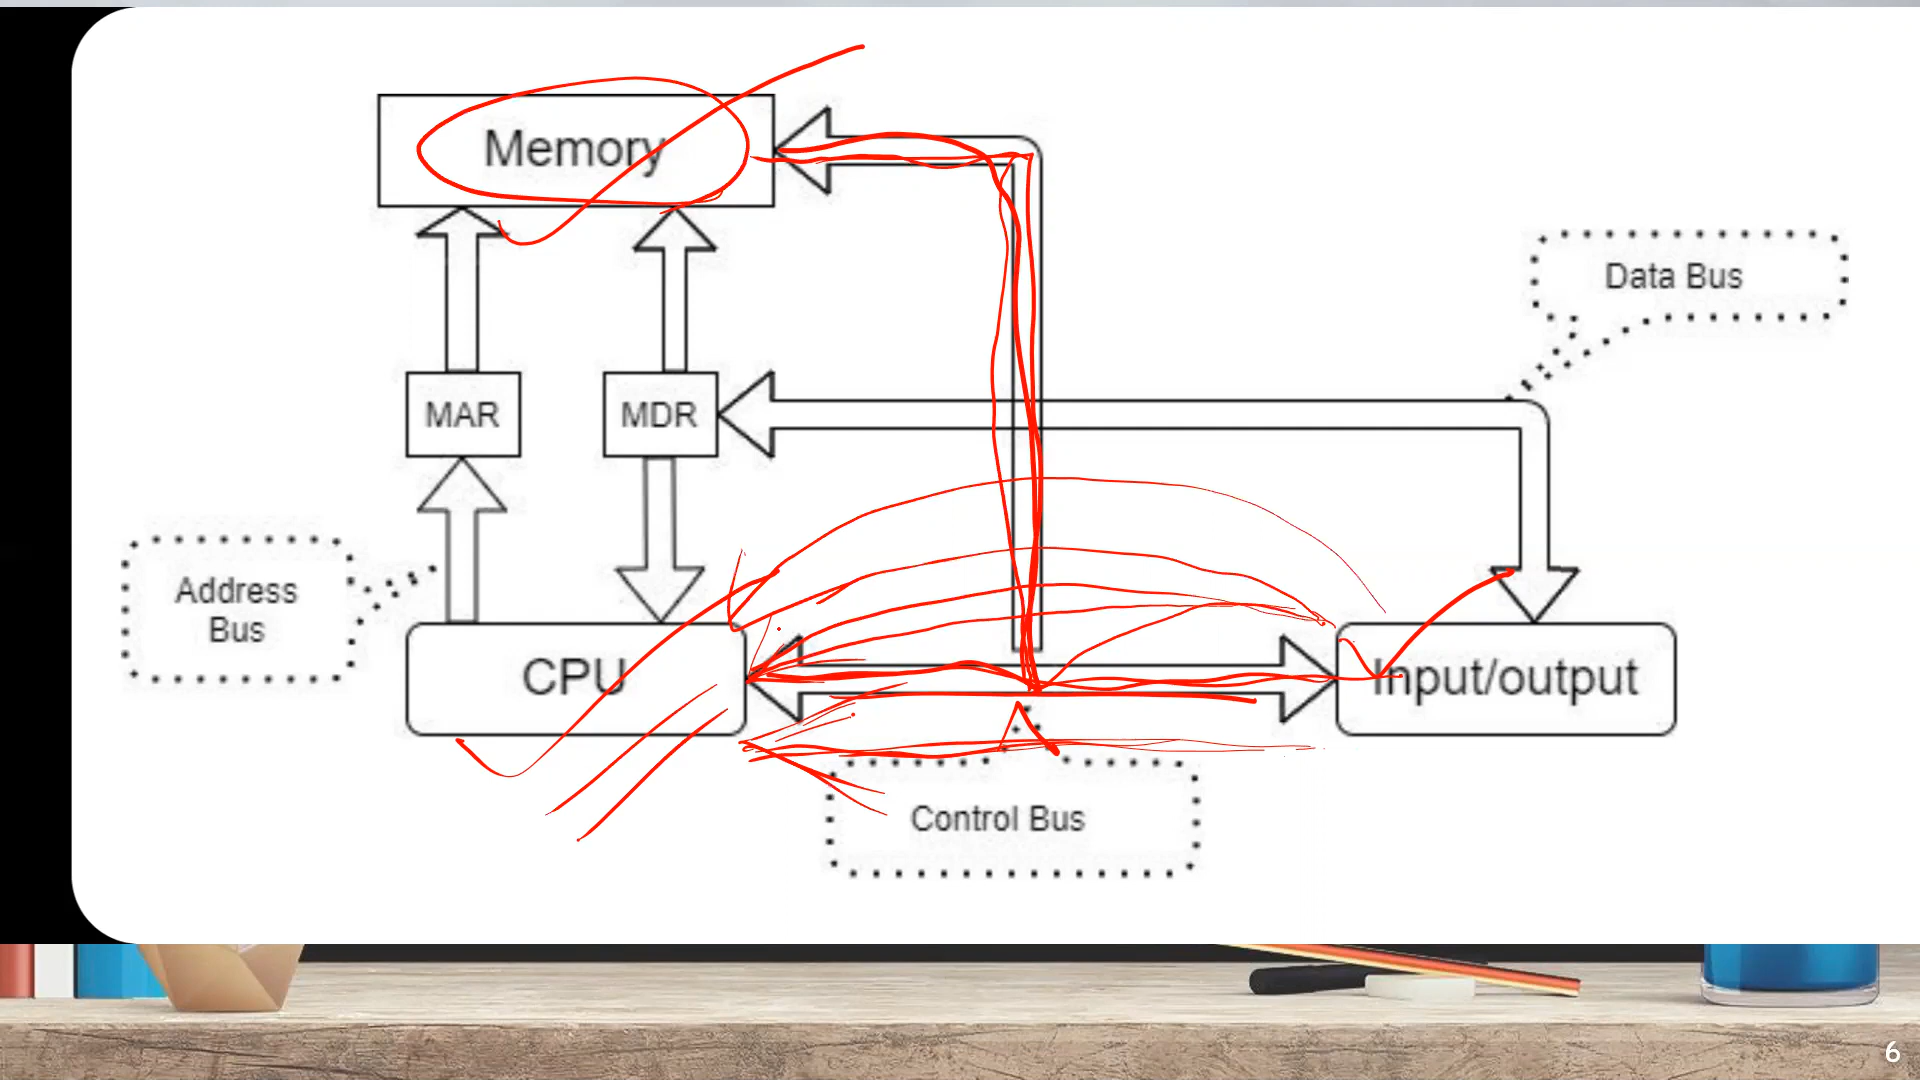 Memory
Data Bus
MAR
MDR
Address
Bus
CPU
Input/output
Control Bus
6